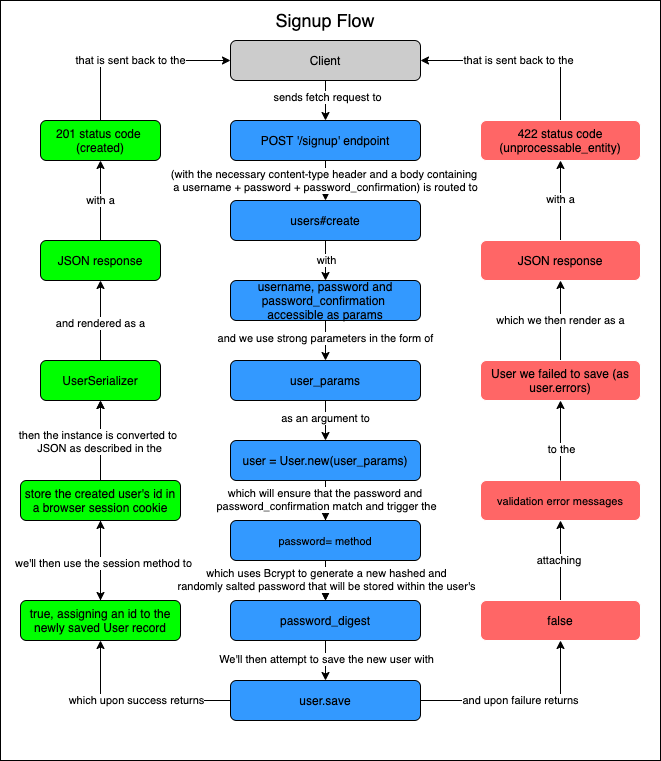 Signup Flow
Client
that is sent back to the
that is sent back to the
sends fetch request to
201 status code
(created)
POST '/signup' endpoint
422 status code
(unprocessable_entity)
(with the necessary content-type header and a body containing
a username + password + password_confirmation) is routed to
with a
users#create
with a
JSON response
with
JSON response
username, password and
password_confirmation
accessible as params
and rendered as a
and we use strong parameters in the form of
which we then render as a
UserSerializer
user_params
User we failed to save (as
user.errors)
then the instance is converted to
JSON as described in the
as an argument to
to the
user = User.new(user_params)
store the created user's id in
a browser session cookie
which will ensure that the password and
password_confirmation match and trigger the
validation error messages
password= method
we'll then use the session method to
which uses Bcrypt to generate a new hashed and
randomly salted password that will be stored within the user's
attaching
true, assigning an id to the
newly saved User record
password_digest
false
We'll then attempt to save the new user with
which upon success returns
user.save
and upon failure returns